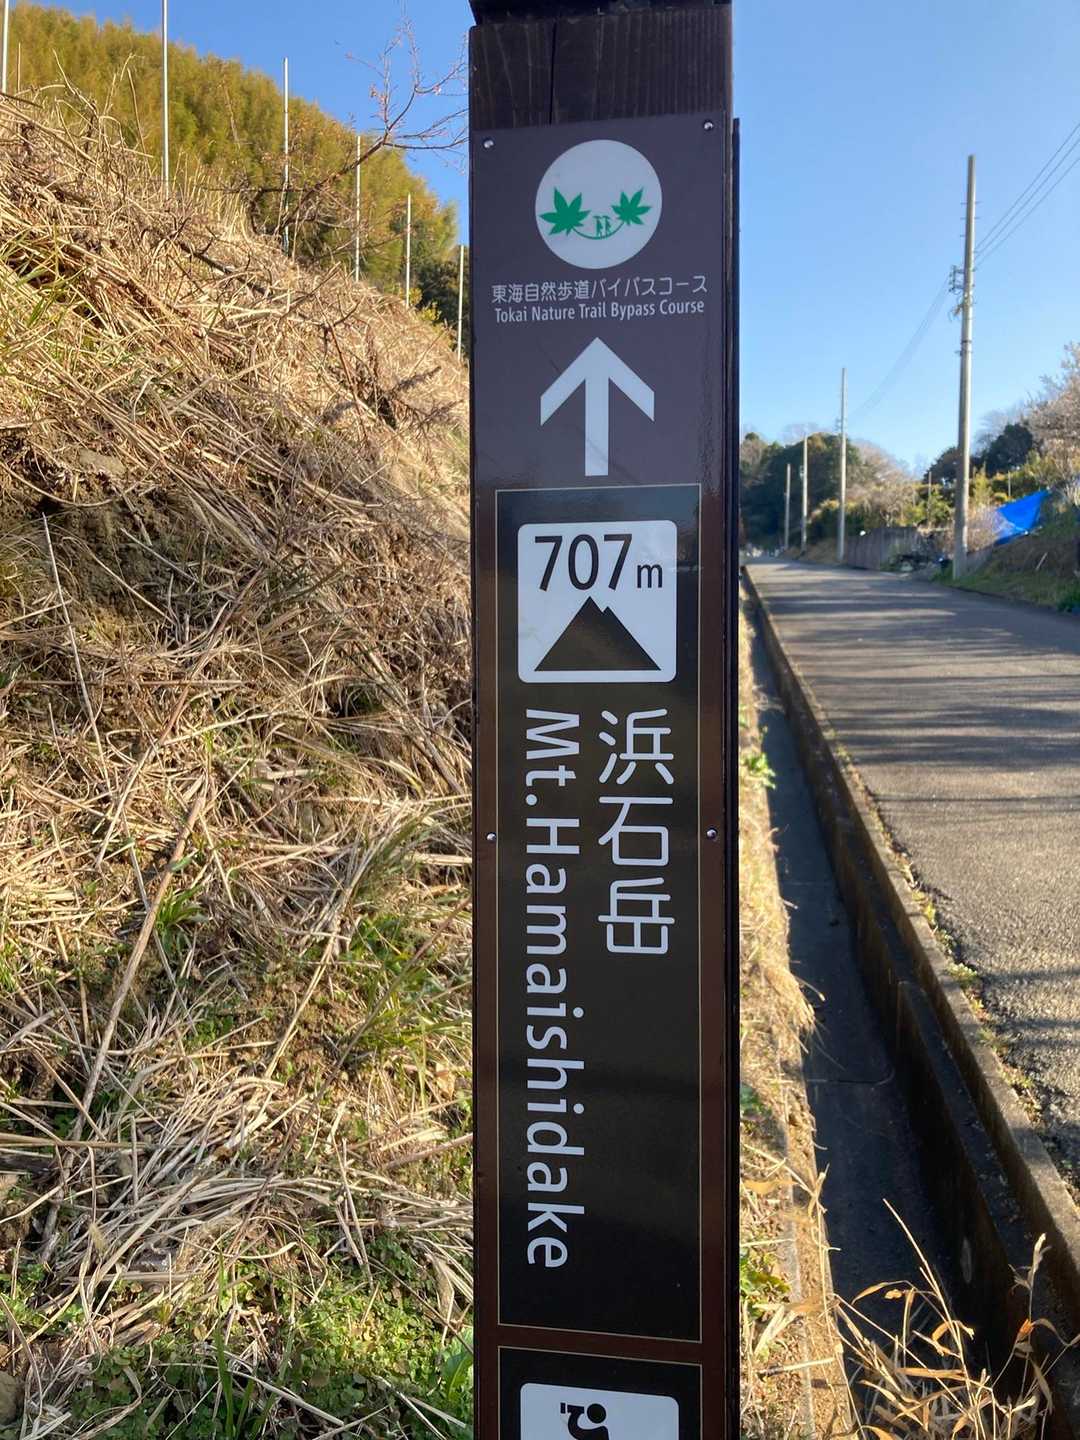 東海自然歩道バイパスコース
Tokai Nature Trail Bypass Course
707m
浜石岳
Mt.Hamaishidake